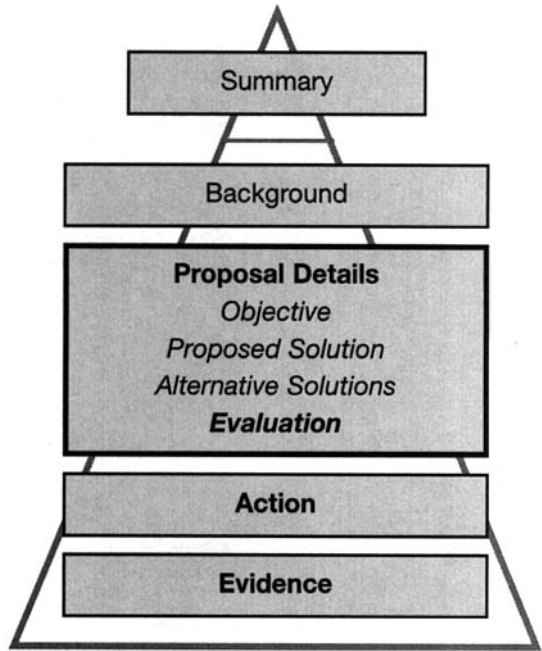 Summary
Background
Proposal Details
Objective
Proposed Solution
Alternative Solutions
Evaluation
Action
Evidence